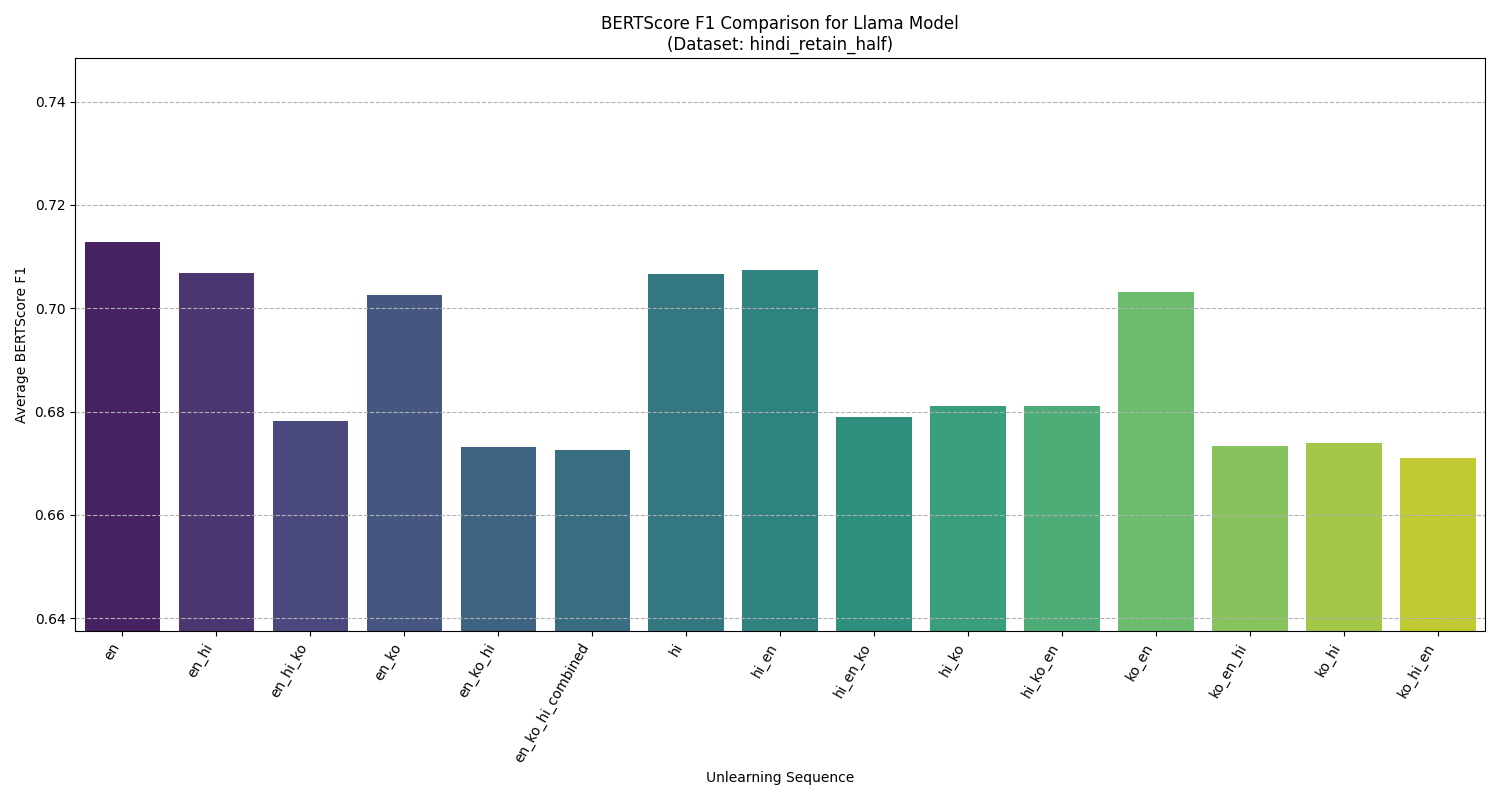 BERTScore F1 Comparison for Llama Model
(Dataset: hindi_retain_half)
Average BERTScore F1
0.74
0.72
0.70
0.68
0.66
0.64
en
en_hi
en_hi_ko
en_ko
en_ko_hi
en_ko_hi_combined
hi
hi_en
hi_en_ko
hi_ko
hi_ko_en
ko_en
ko_en_hi
ko_hi
ko_hi_en
Unlearning Sequence